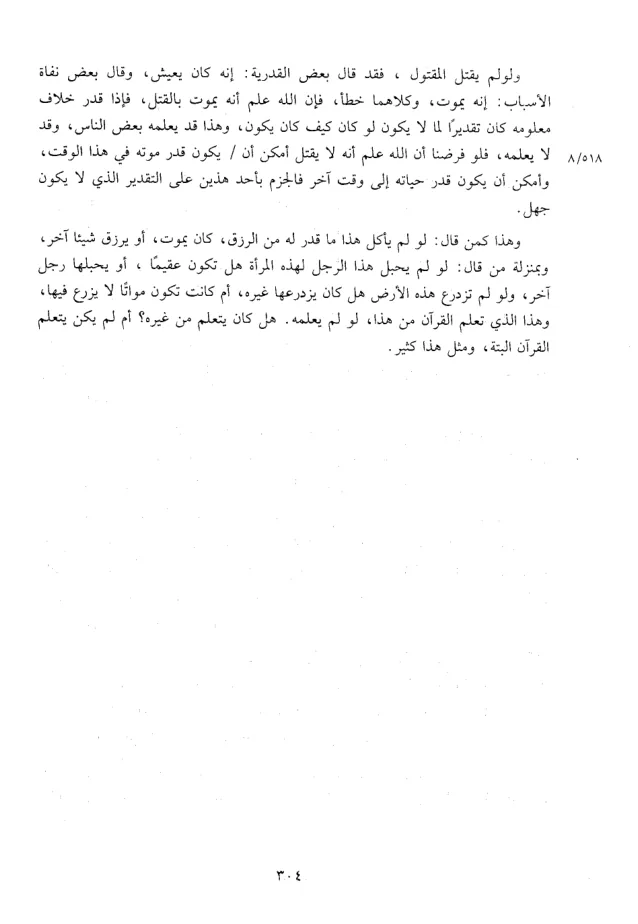 ولولم يقتل المقتول ، فقد قال بعض القدرية: إنه كان يعيش، وقال بعض نفاة
الأسباب: إنه يموت، وكلاهما خطأ، فإن الله علم أنه يموت بالقتل، فإذا قدر خلاف
معلومه كان تقديرًا لما لا يكون لو كان كيف كان يكون، وهذا قد يعلمه بعض الناس، وقد
٨/٥١٨ لا يعلمه، فلو فرضنا أن الله علم أنه لا يقتل أمكن أن / يكون قدر موته في هذا الوقت،
وأمكن أن يكون قدر حياته إلى وقت آخر فالجزم بأحد هذين على التقدير الذي لا يكون
جهل.
وهذا كمن قال: لو لم يأكل هذا ما قدر له من الرزق، كان يموت، أو يرزق شيئا آخر،
وبمنزلة من قال: لو لم يحبل هذا الرجل لهذه المرأة هل تكون عقيمًا ، أو يحبلها رجل
آخر، ولو لم تزدرع هذه الأرض هل كان يزدرعها غيره، أم كانت تكون مواتًا لا يزرع فيها،
وهذا الذي تعلم القرآن من هذا، لو لم يعلمه. هل كان يتعلم من غيره؟ أم لم يكن يتعلم
القرآن البتة، ومثل هذا كثير.
٣٠٤